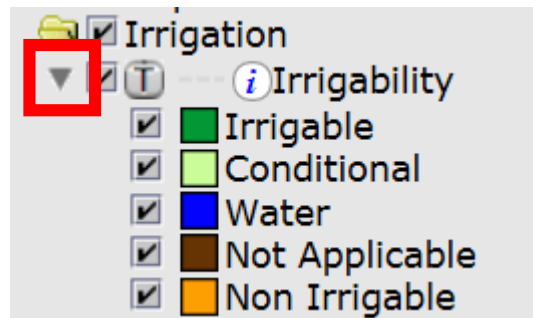 Irrigation
T i Irrigability
Irrigable
Conditional
Water
Not Applicable
Non Irrigable